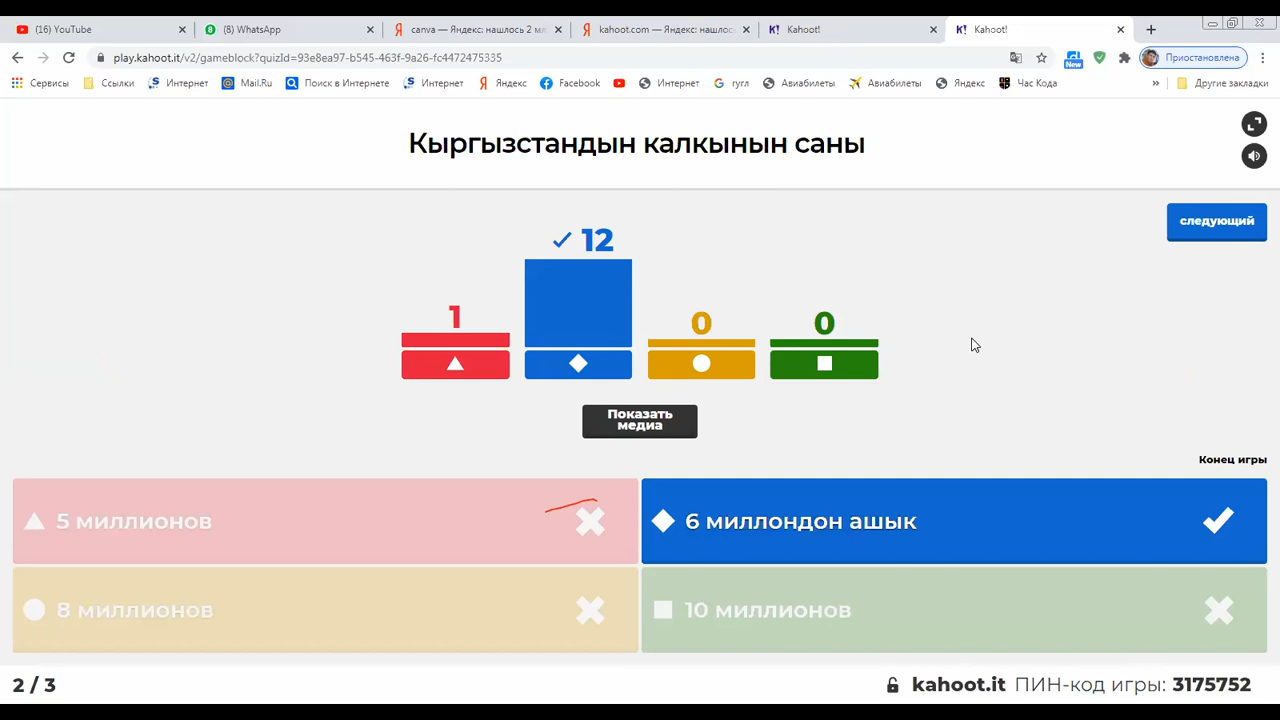 (16) YouTube
(8) WhatsApp
canva — Яндекс: нашлось 2 мл
kahoot.com — Яндекс: нашлось
Kahoot!
Kahoot!
play.kahoot.it/v2/gameblock?quizId=93e8ea97-b545-463f-9a26-fc4472475335
Приостановлена
Сервисы
Ссылки
Интернет
Mail.Ru
Поиск в Интернете
Интернет
Яндекс
Facebook
Интернет
гугл
Авиабилеты
Авиабилеты
Яндекс
Час Кода
Другие закладки
New
Кыргызстандын калкынын саны
следующий
1
12
0
0
Показать
медиа
Конец игры
5 миллионов
6 миллондон ашык
8 миллионов
10 миллионов
2 / 3
kahoot.it ПИН-код игры: 3175752